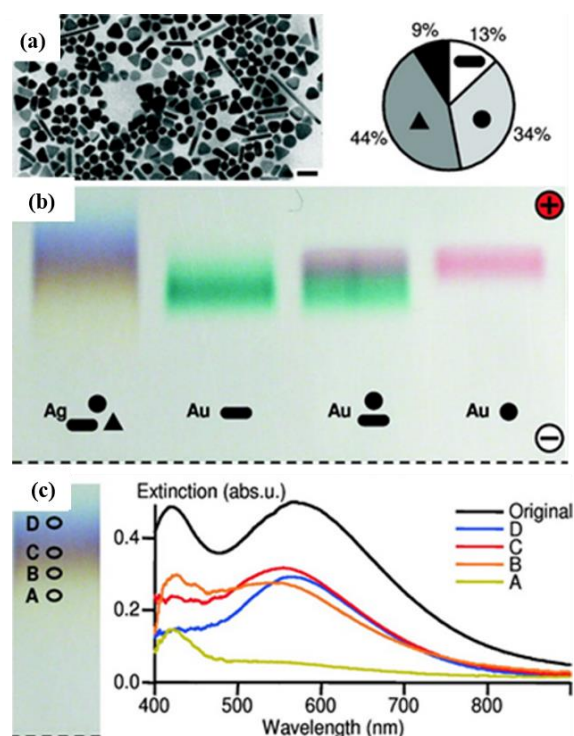 (a)
9%
13%
44%
34%
(b)
+
Ag
Au
Au
Au
−
(c)
D
C
B
A
Extinction (abs.u.)
0.4
0.2
0.0
400
500
600
700
800
Wavelength (nm)
Original
D
C
B
A